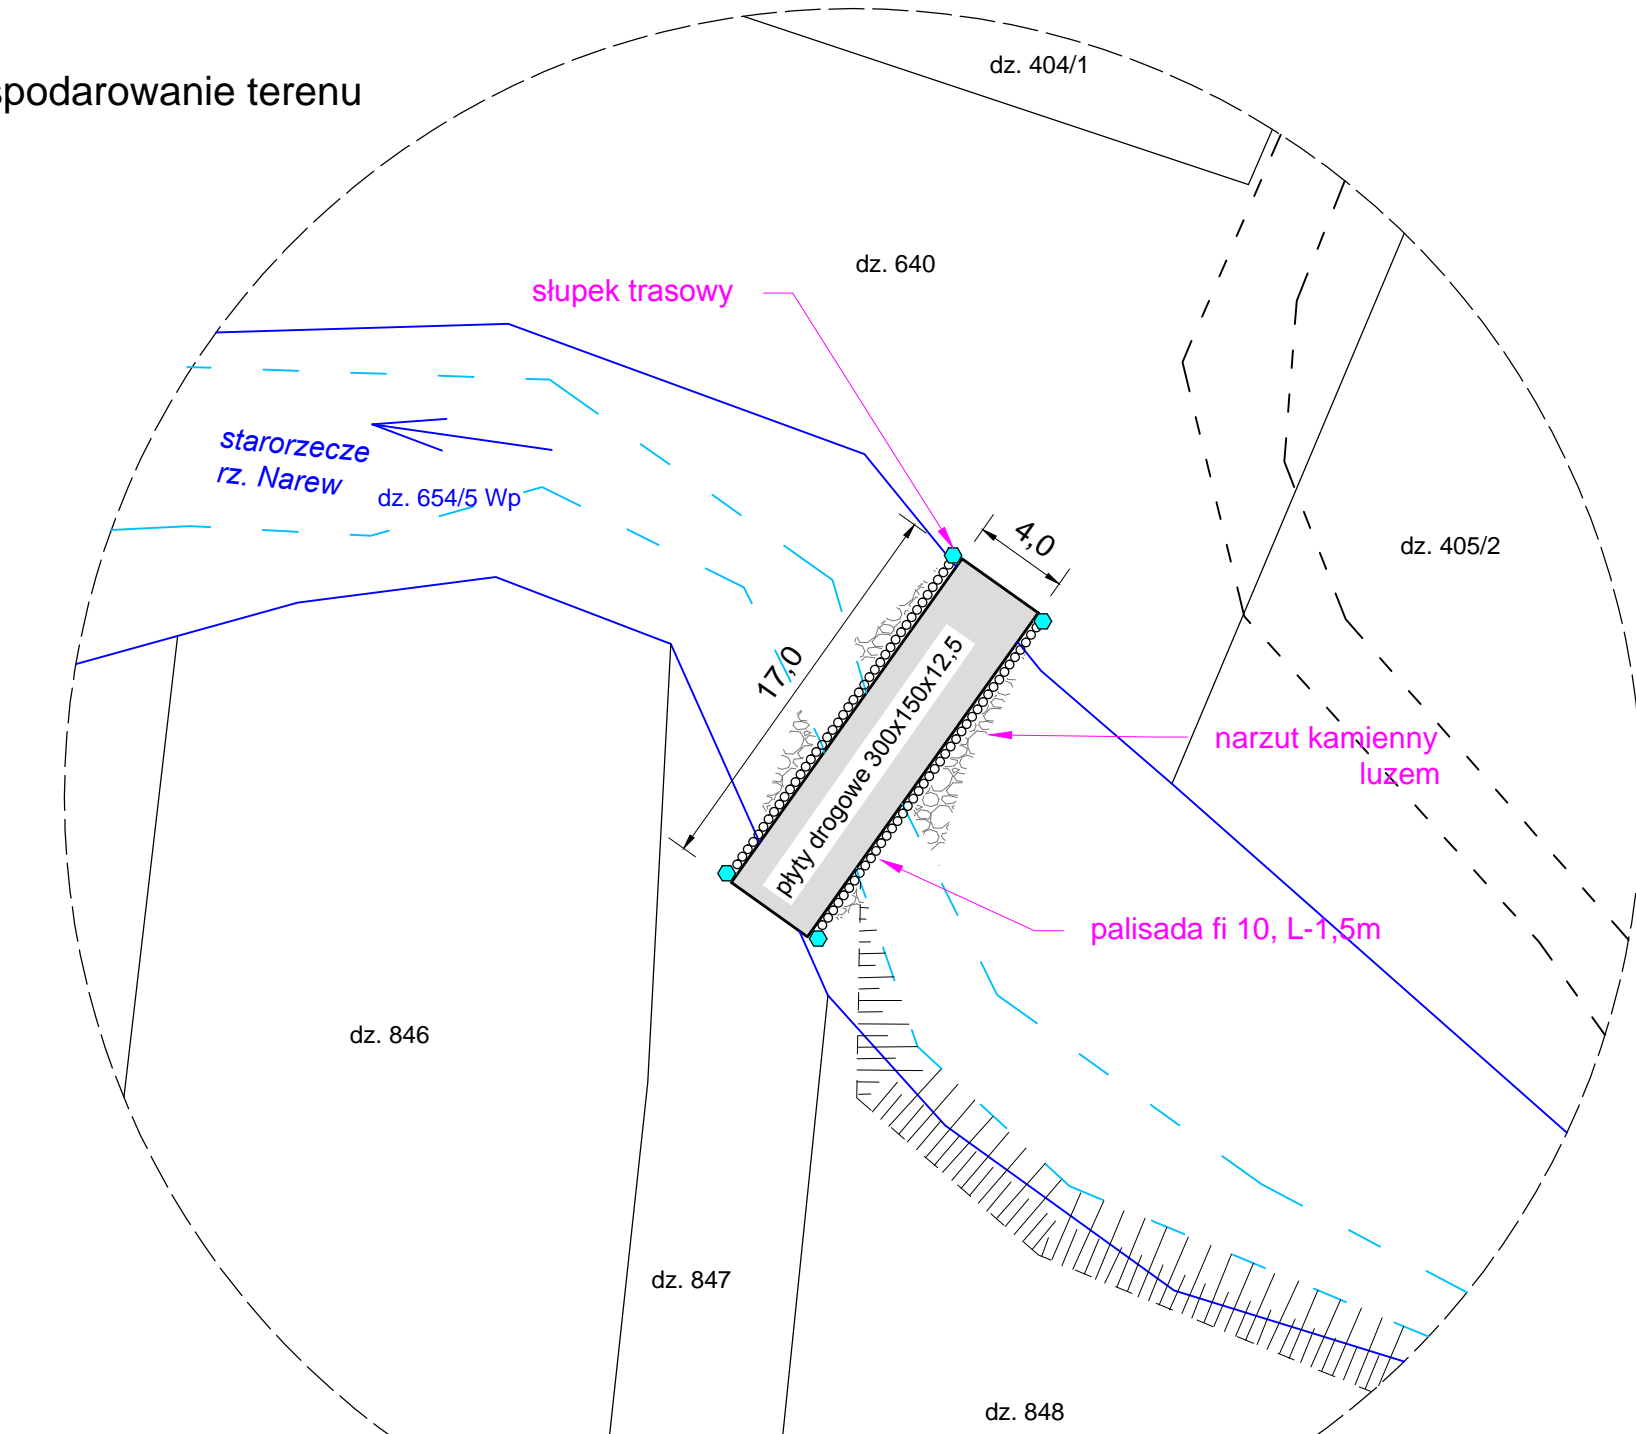 spodarowanie terenu
dz. 404/1
dz. 640
słupek trasowy
starorzecze
rz. Narew
dz. 654/5 Wp
4,0
dz. 405/2
17,0
płyty drogowe 300x150x12,5
narzut kamienny
luzem
palisada fi 10, L-1,5m
dz. 846
dz. 847
dz. 848